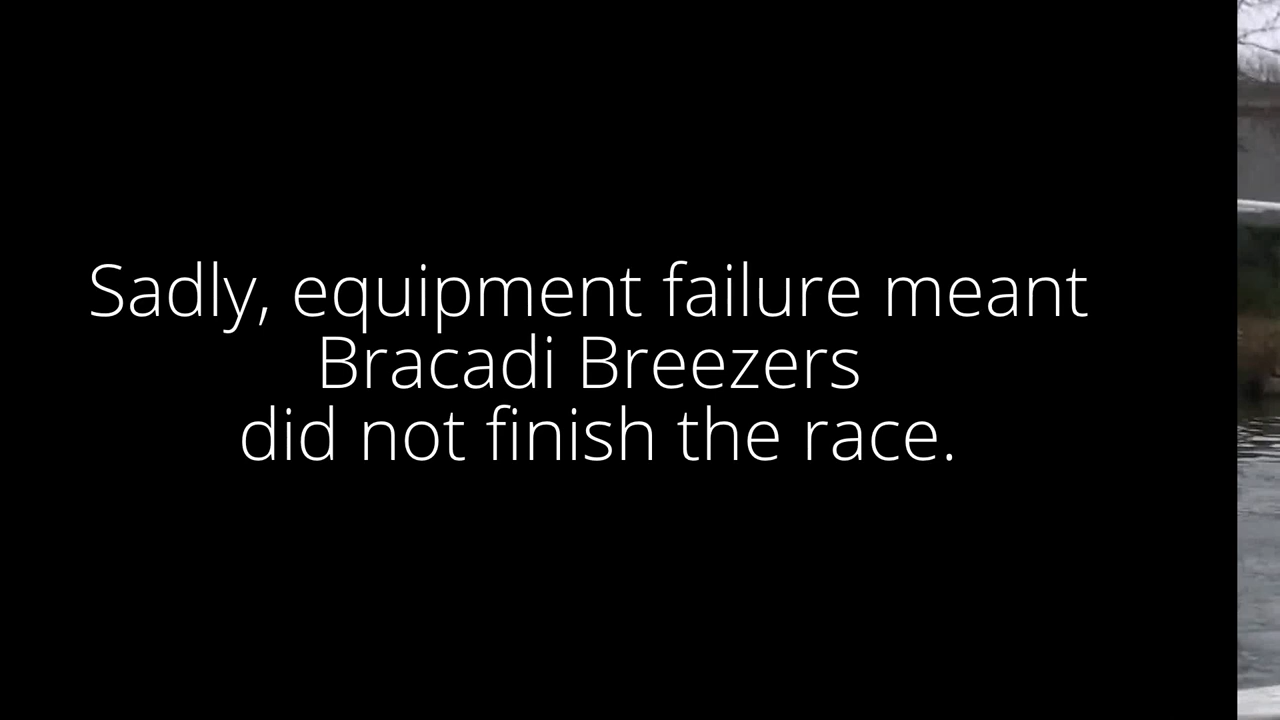 Sadly, equipment failure meant
Bracadi Breezers
did not finish the race.